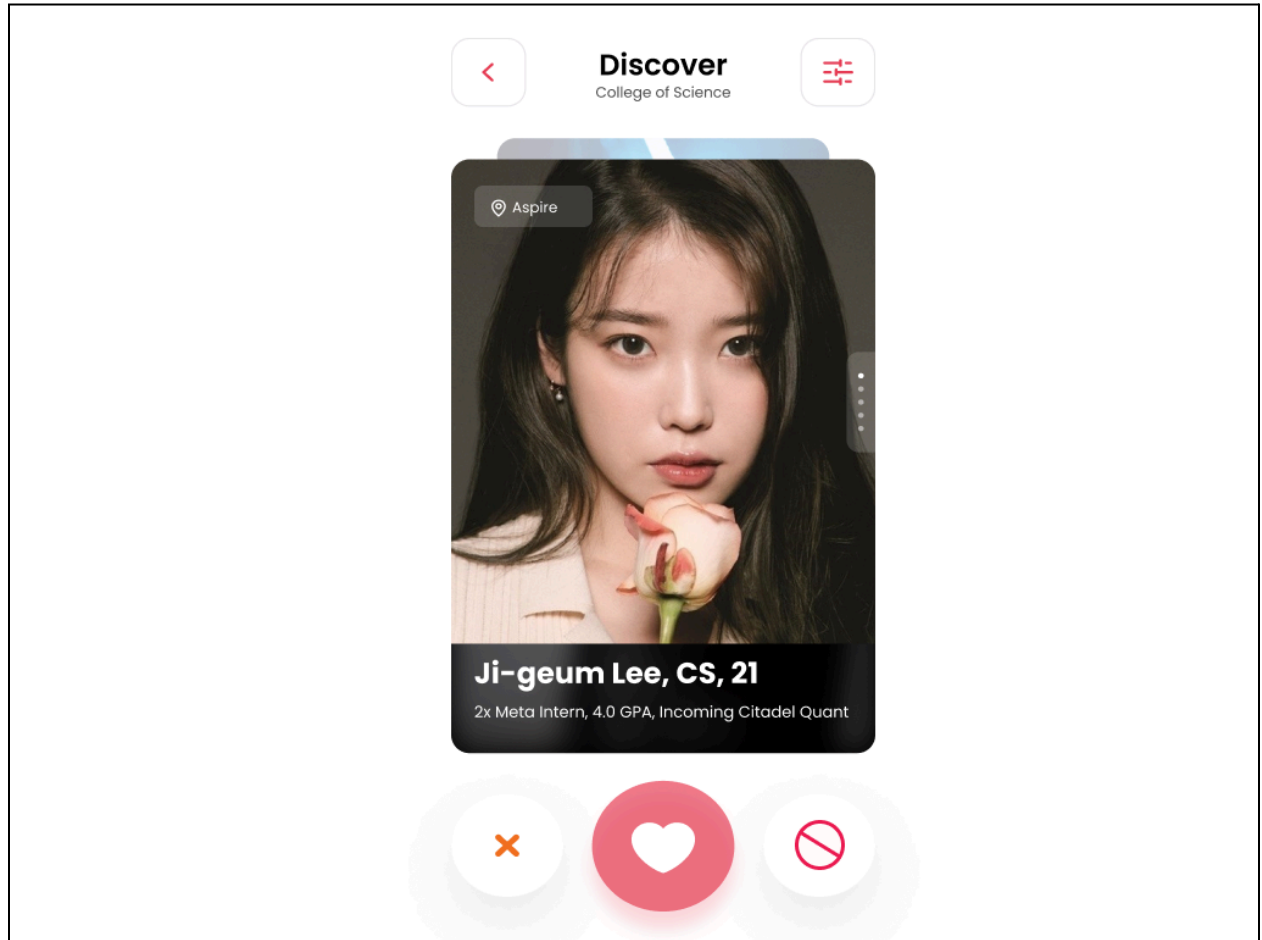 Discover
College of Science
Aspire
Ji-geum Lee, CS, 21
2x Meta Intern, 4.0 GPA, Incoming Citadel Quant